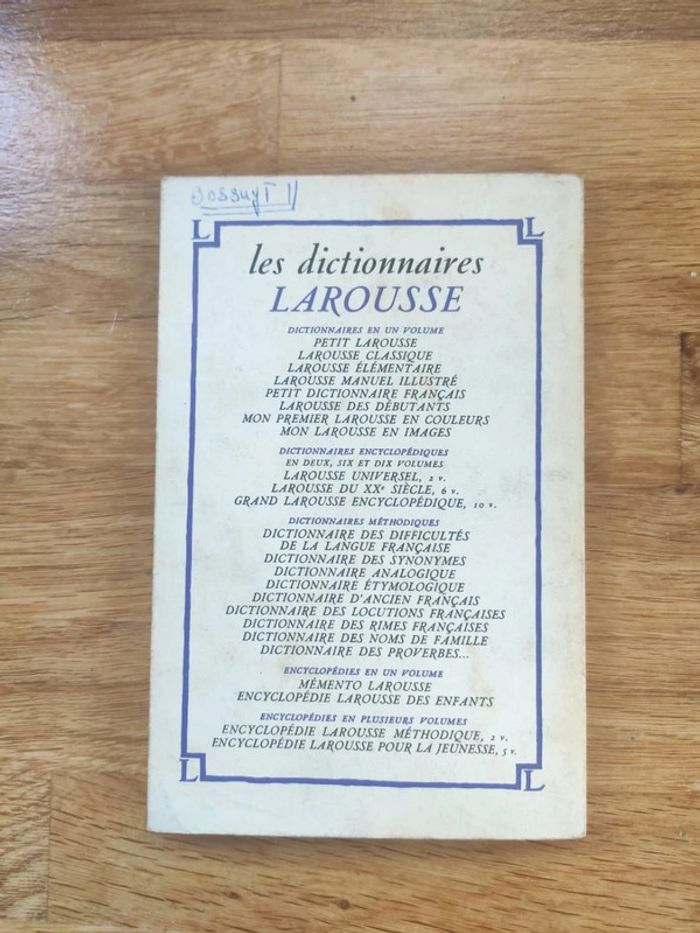 Bossuyt II
L L
les dictionnaires
LAROUSSE
DICTIONNAIRES EN UN VOLUME
PETIT LAROUSSE
LAROUSSE CLASSIQUE
LAROUSSE ÉLÉMENTAIRE
LAROUSSE MANUEL ILLUSTRÉ
PETIT DICTIONNAIRE FRANÇAIS
LAROUSSE DES DÉBUTANTS
MON PREMIER LAROUSSE EN COULEURS
MON LAROUSSE EN IMAGES
DICTIONNAIRES ENCYCLOPÉDIQUES
EN DEUX, SIX ET DIX VOLUMES
LAROUSSE UNIVERSEL, 2 v.
LAROUSSE DU XXe SIÈCLE, 6 v.
GRAND LAROUSSE ENCYCLOPÉDIQUE, 10 v.
DICTIONNAIRES MÉTHODIQUES
DICTIONNAIRE DES DIFFICULTÉS
DE LA LANGUE FRANÇAISE
DICTIONNAIRE DES SYNONYMES
DICTIONNAIRE ANALOGIQUE
DICTIONNAIRE ÉTYMOLOGIQUE
DICTIONNAIRE D'ANCIEN FRANÇAIS
DICTIONNAIRE DES LOCUTIONS FRANÇAISES
DICTIONNAIRE DES RIMES FRANÇAISES
DICTIONNAIRE DES NOMS DE FAMILLE
DICTIONNAIRE DES PROVERBES...
ENCYCLOPÉDIES EN UN VOLUME
MÉMENTO LAROUSSE
ENCYCLOPÉDIE LAROUSSE DES ENFANTS
ENCYCLOPÉDIES EN PLUSIEURS VOLUMES
ENCYCLOPÉDIE LAROUSSE MÉTHODIQUE, 2 v.
ENCYCLOPÉDIE LAROUSSE POUR LA JEUNESSE, 5 v.
L L